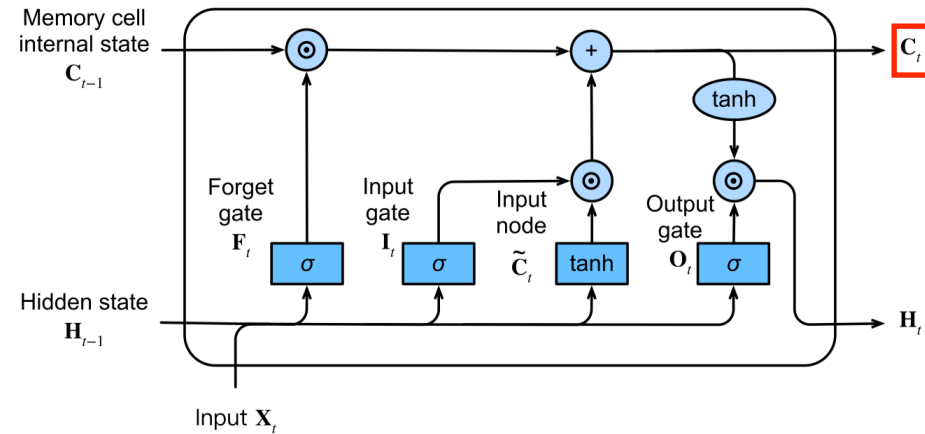 Memory cell
internal state
C_{t−1}
⊙
+
C_t
tanh
Forget
gate
F_t
σ
Input
gate
I_t
σ
⊙
Input
node
C̃_t
tanh
⊙
Output
gate
O_t
σ
Hidden state
H_{t−1}
H_t
Input X_t